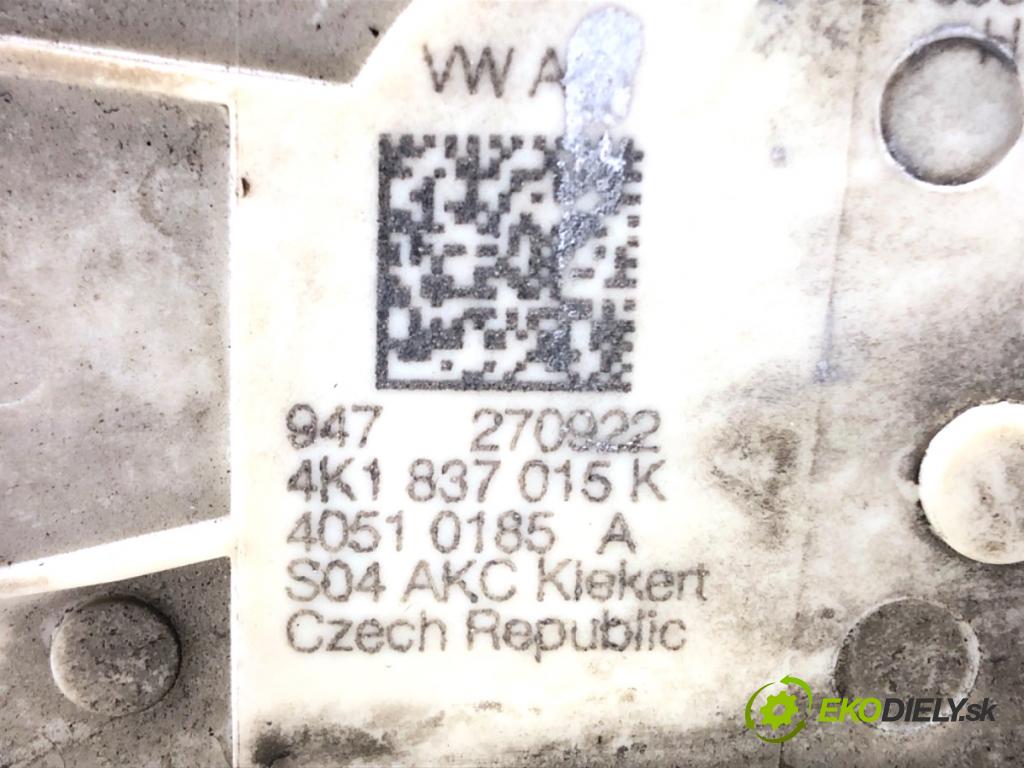 VW A
947 270922
4K1 837 015 K
4051 0185 A
S04 AKC Kiekert
Czech Republic
EKODIELY.sk